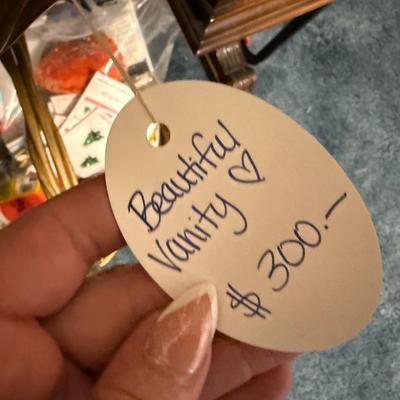 Beautiful
Vanity ♡
$ 300.-